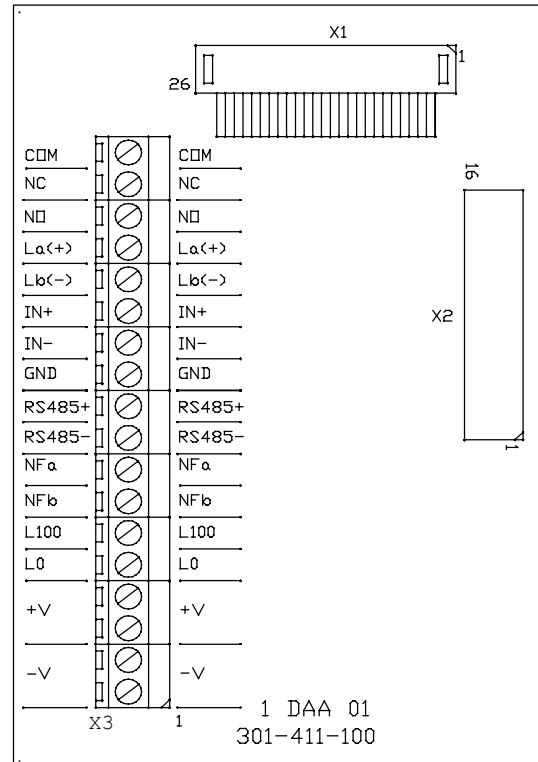 X1
1
26
COM COM
16
NC NC
NO NO
La(+) La(+)
Lb(-) Lb(-)
IN+ IN+
X2
IN- IN-
GND GND
RS485+ RS485+
RS485- RS485-
1
NFa NFa
NFb NFb
L100 L100
L0 L0
+V +V
-V -V
X3 1
1 DAA 01
301-411-100